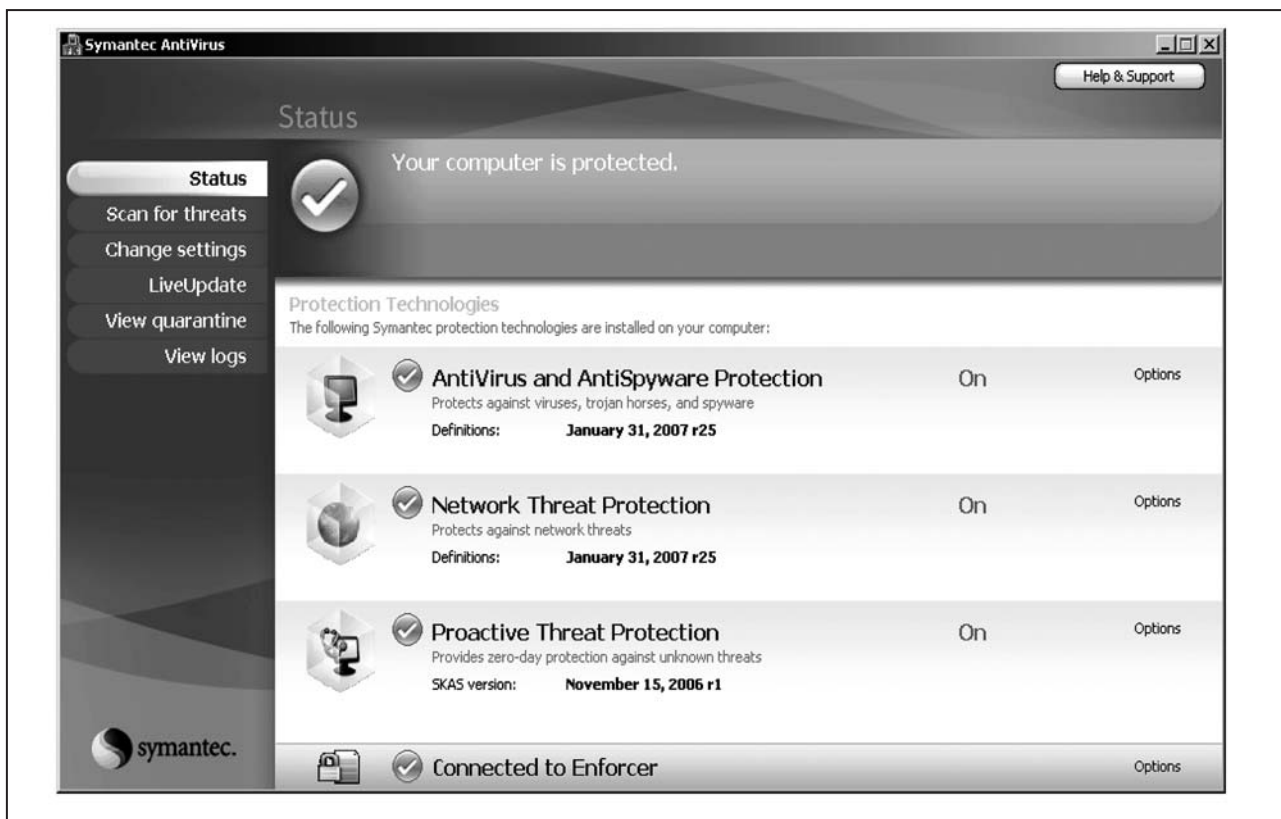 Symantec AntiVirus
Help & Support
Status
Your computer is protected.
Status
Scan for threats
Change settings
LiveUpdate
View quarantine
View logs
Protection Technologies
The following Symantec protection technologies are installed on your computer:
AntiVirus and AntiSpyware Protection On Options
Protects against viruses, trojan horses, and spyware
Definitions: January 31, 2007 r25
Network Threat Protection On Options
Protects against network threats
Definitions: January 31, 2007 r25
Proactive Threat Protection On Options
Provides zero-day protection against unknown threats
SKAS version: November 15, 2006 r1
symantec.
Connected to Enforcer Options